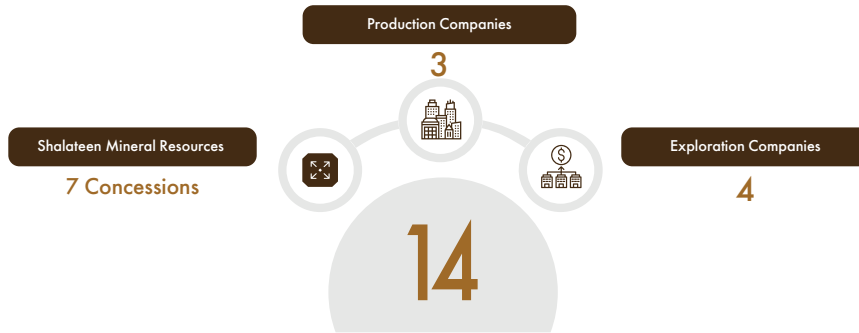 Production Companies
3
Shalateen Mineral Resources
7 Concessions
Exploration Companies
4
$
14